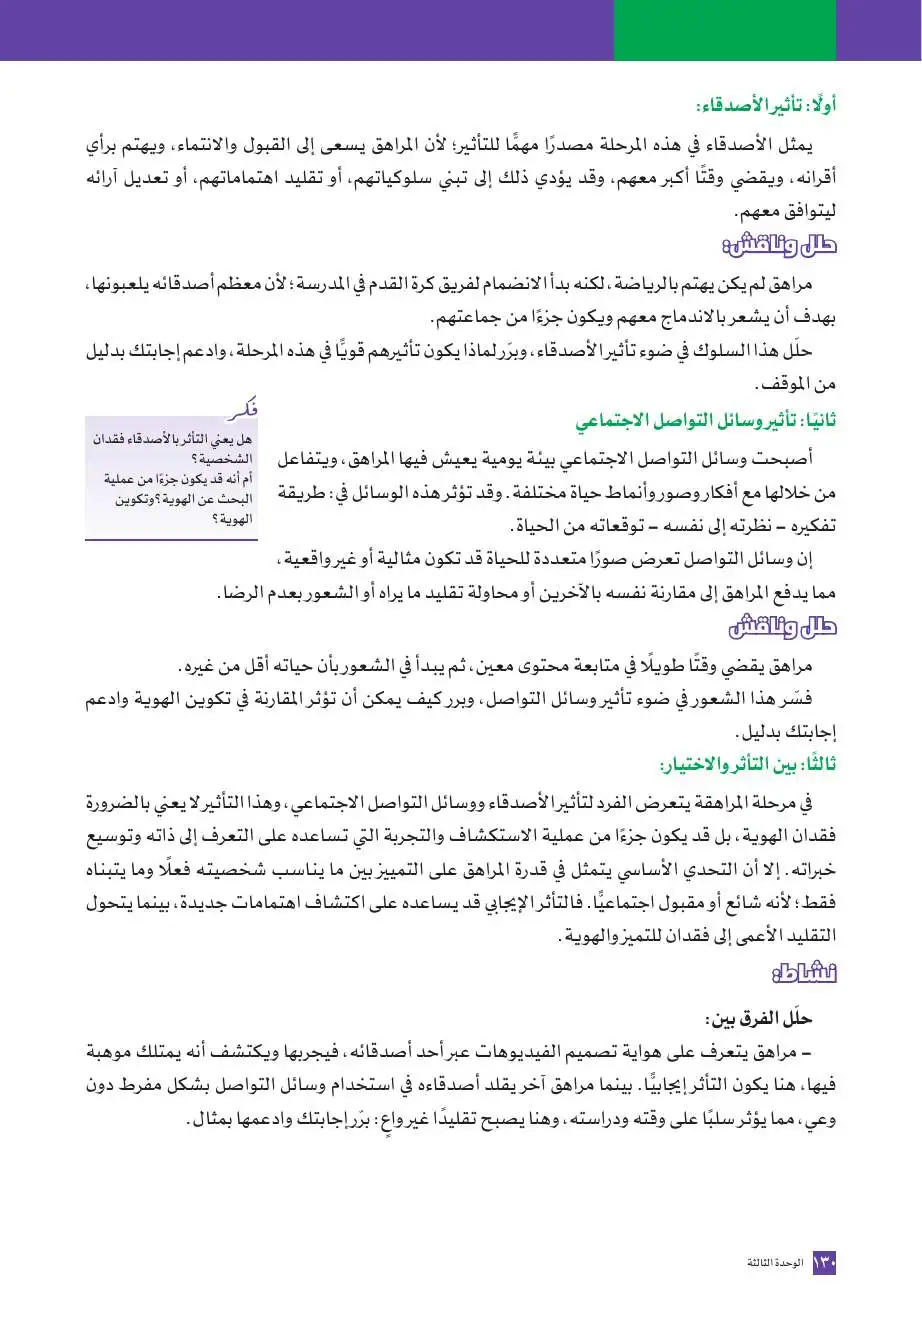 أولًا: تأثير الأصدقاء:
يمثل الأصدقاء في هذه المرحلة مصدرًا مهمًّا للتأثير؛ لأن المراهق يسعى إلى القبول والانتماء، ويهتم برأي
أقرانه، ويقضي وقتًا أكبر معهم، وقد يؤدي ذلك إلى تبني سلوكياتهم، أو تقليد اهتماماتهم، أو تعديل آرائه
ليتوافق معهم.
حلل وناقش:
مراهق لم يكن يهتم بالرياضة، لكنه بدأ الانضمام لفريق كرة القدم في المدرسة؛ لأن معظم أصدقائه يلعبونها،
بهدف أن يشعر بالاندماج معهم ويكون جزءًا من جماعتهم.
حلّل هذا السلوك في ضوء تأثير الأصدقاء، وبرّر لماذا يكون تأثيرهم قويًّا في هذه المرحلة، وادعم إجابتك بدليل
من الموقف.
ثانيًا: تأثير وسائل التواصل الاجتماعي
أصبحت وسائل التواصل الاجتماعي بيئة يومية يعيش فيها المراهق، ويتفاعل
من خلالها مع أفكار وصور وأنماط حياة مختلفة. وقد تؤثر هذه الوسائل في: طريقة
تفكيره – نظرته إلى نفسه – توقعاته من الحياة.
إن وسائل التواصل تعرض صورًا متعددة للحياة قد تكون مثالية أو غير واقعية،
مما يدفع المراهق إلى مقارنة نفسه بالآخرين أو محاولة تقليد ما يراه أو الشعور بعدم الرضا.
فكر
هل يعني التأثر بالأصدقاء فقدان
الشخصية؟
أم أنه قد يكون جزءًا من عملية
البحث عن الهوية؟ وتكوين
الهوية؟
حلل وناقش
مراهق يقضي وقتًا طويلًا في متابعة محتوى معين، ثم يبدأ في الشعور بأن حياته أقل من غيره.
فسّر هذا الشعور في ضوء تأثير وسائل التواصل، وبرر كيف يمكن أن تؤثر المقارنة في تكوين الهوية وادعم
إجابتك بدليل.
ثالثًا: بين التأثر والاختيار:
في مرحلة المراهقة يتعرض الفرد لتأثير الأصدقاء ووسائل التواصل الاجتماعي، وهذا التأثير لا يعني بالضرورة
فقدان الهوية، بل قد يكون جزءًا من عملية الاستكشاف والتجربة التي تساعده على التعرف إلى ذاته وتوسيع
خبراته. إلا أن التحدي الأساسي يتمثل في قدرة المراهق على التمييز بين ما يناسب شخصيته فعلًا وما يتبناه
فقط؛ لأنه شائع أو مقبول اجتماعيًّا. فالتأثر الإيجابي قد يساعده على اكتشاف اهتمامات جديدة، بينما يتحول
التقليد الأعمى إلى فقدان للتميز والهوية.
نشاط:
حلّل الفرق بين:
– مراهق يتعرف على هواية تصميم الفيديوهات عبر أحد أصدقائه، فيجربها ويكتشف أنه يمتلك موهبة
فيها، هنا يكون التأثر إيجابيًّا. بينما مراهق آخر يقلد أصدقاءه في استخدام وسائل التواصل بشكل مفرط دون
وعي، مما يؤثر سلبًا على وقته ودراسته، وهنا يصبح تقليدًا غير واعٍ: برّر إجابتك وادعمها بمثال.
١٣٠ الوحدة الثالثة